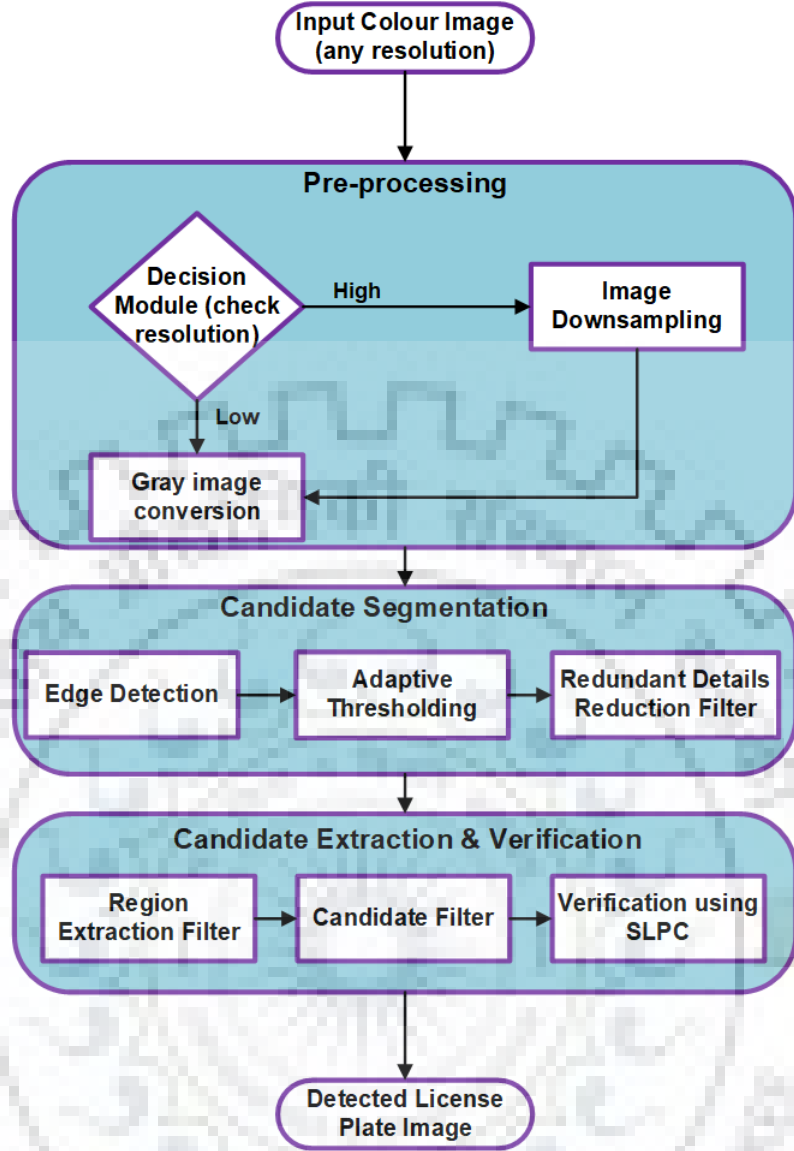 Input Colour Image
(any resolution)
Pre-processing
Decision
Module (check
resolution)
High
Image
Downsampling
Low
Gray image
conversion
Candidate Segmentation
Edge Detection
Adaptive
Thresholding
Redundant Details
Reduction Filter
Candidate Extraction & Verification
Region
Extraction Filter
Candidate Filter
Verification using
SLPC
Detected License
Plate Image